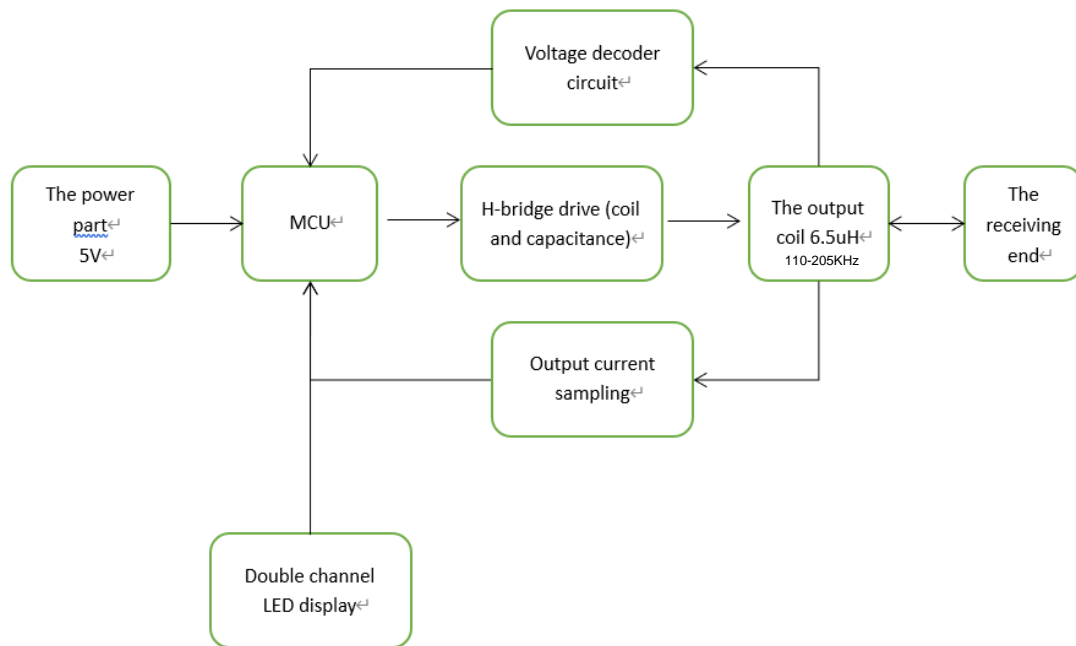 Voltage decoder
circuit↵
The power
part↵
5V↵
MCU↵
H-bridge drive (coil
and capacitance)↵
The output
coil 6.5uH↵
110-205KHz
The
receiving
end↵
Output current
sampling↵
Double channel
LED display↵